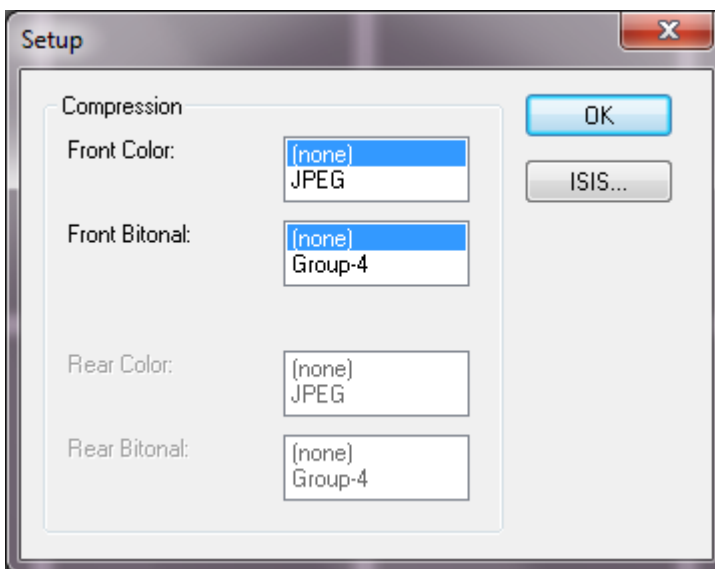 Setup
Compression
Front Color:
(none)
JPEG
Front Bitonal:
(none)
Group-4
Rear Color:
(none)
JPEG
Rear Bitonal:
(none)
Group-4
OK
ISIS...